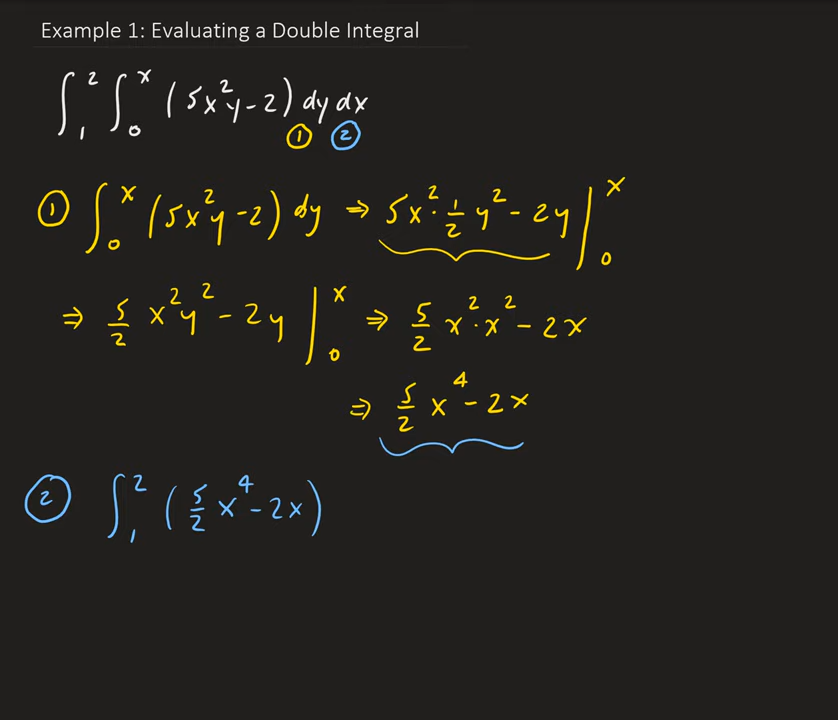 Example 1: Evaluating a Double Integral
∫₁² ∫₀ˣ (5x²y-2) dy dx
① ②
① ∫₀ˣ (5x²y-2) dy ⇒ 5x²·½y² - 2y |₀ˣ
⇒ 5/2 x²y² - 2y |₀ˣ ⇒ 5/2 x²·x² - 2x
⇒ 5/2 x⁴ - 2x
② ∫₁² (5/2 x⁴ - 2x)